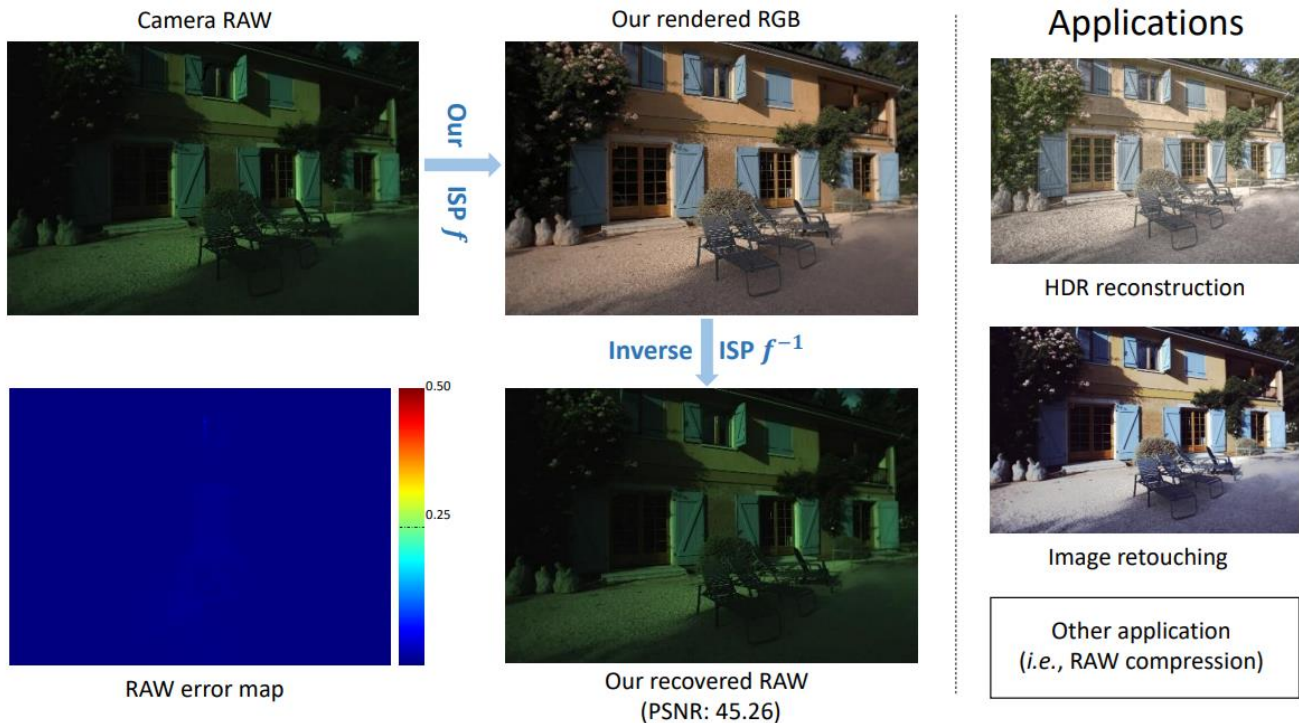 Camera RAW
Our rendered RGB
Applications
Our
ISP f
HDR reconstruction
Inverse ISP f⁻¹
0.50
0.25
Image retouching
RAW error map
Our recovered RAW
(PSNR: 45.26)
Other application
(i.e., RAW compression)